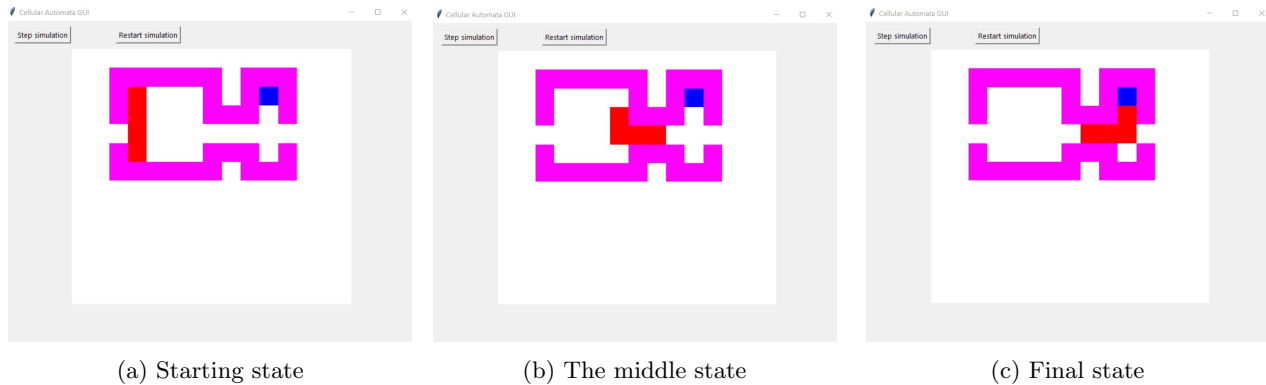 Cellular Automata GUI
Step simulation Restart simulation
Cellular Automata GUI
Step simulation Restart simulation
Cellular Automata GUI
Step simulation Restart simulation
(a) Starting state
(b) The middle state
(c) Final state